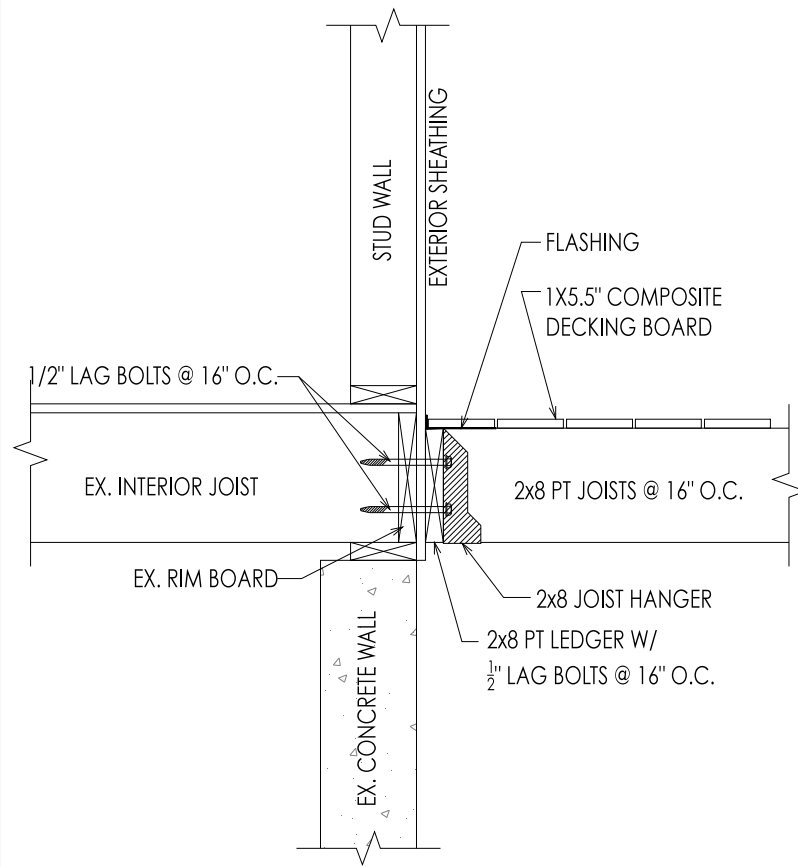 STUD WALL
EXTERIOR SHEATHING
FLASHING
1X5.5" COMPOSITE
DECKING BOARD
1/2" LAG BOLTS @ 16" O.C.
EX. INTERIOR JOIST
2x8 PT JOISTS @ 16" O.C.
EX. RIM BOARD
2x8 JOIST HANGER
2x8 PT LEDGER W/
1/2" LAG BOLTS @ 16" O.C.
EX. CONCRETE WALL